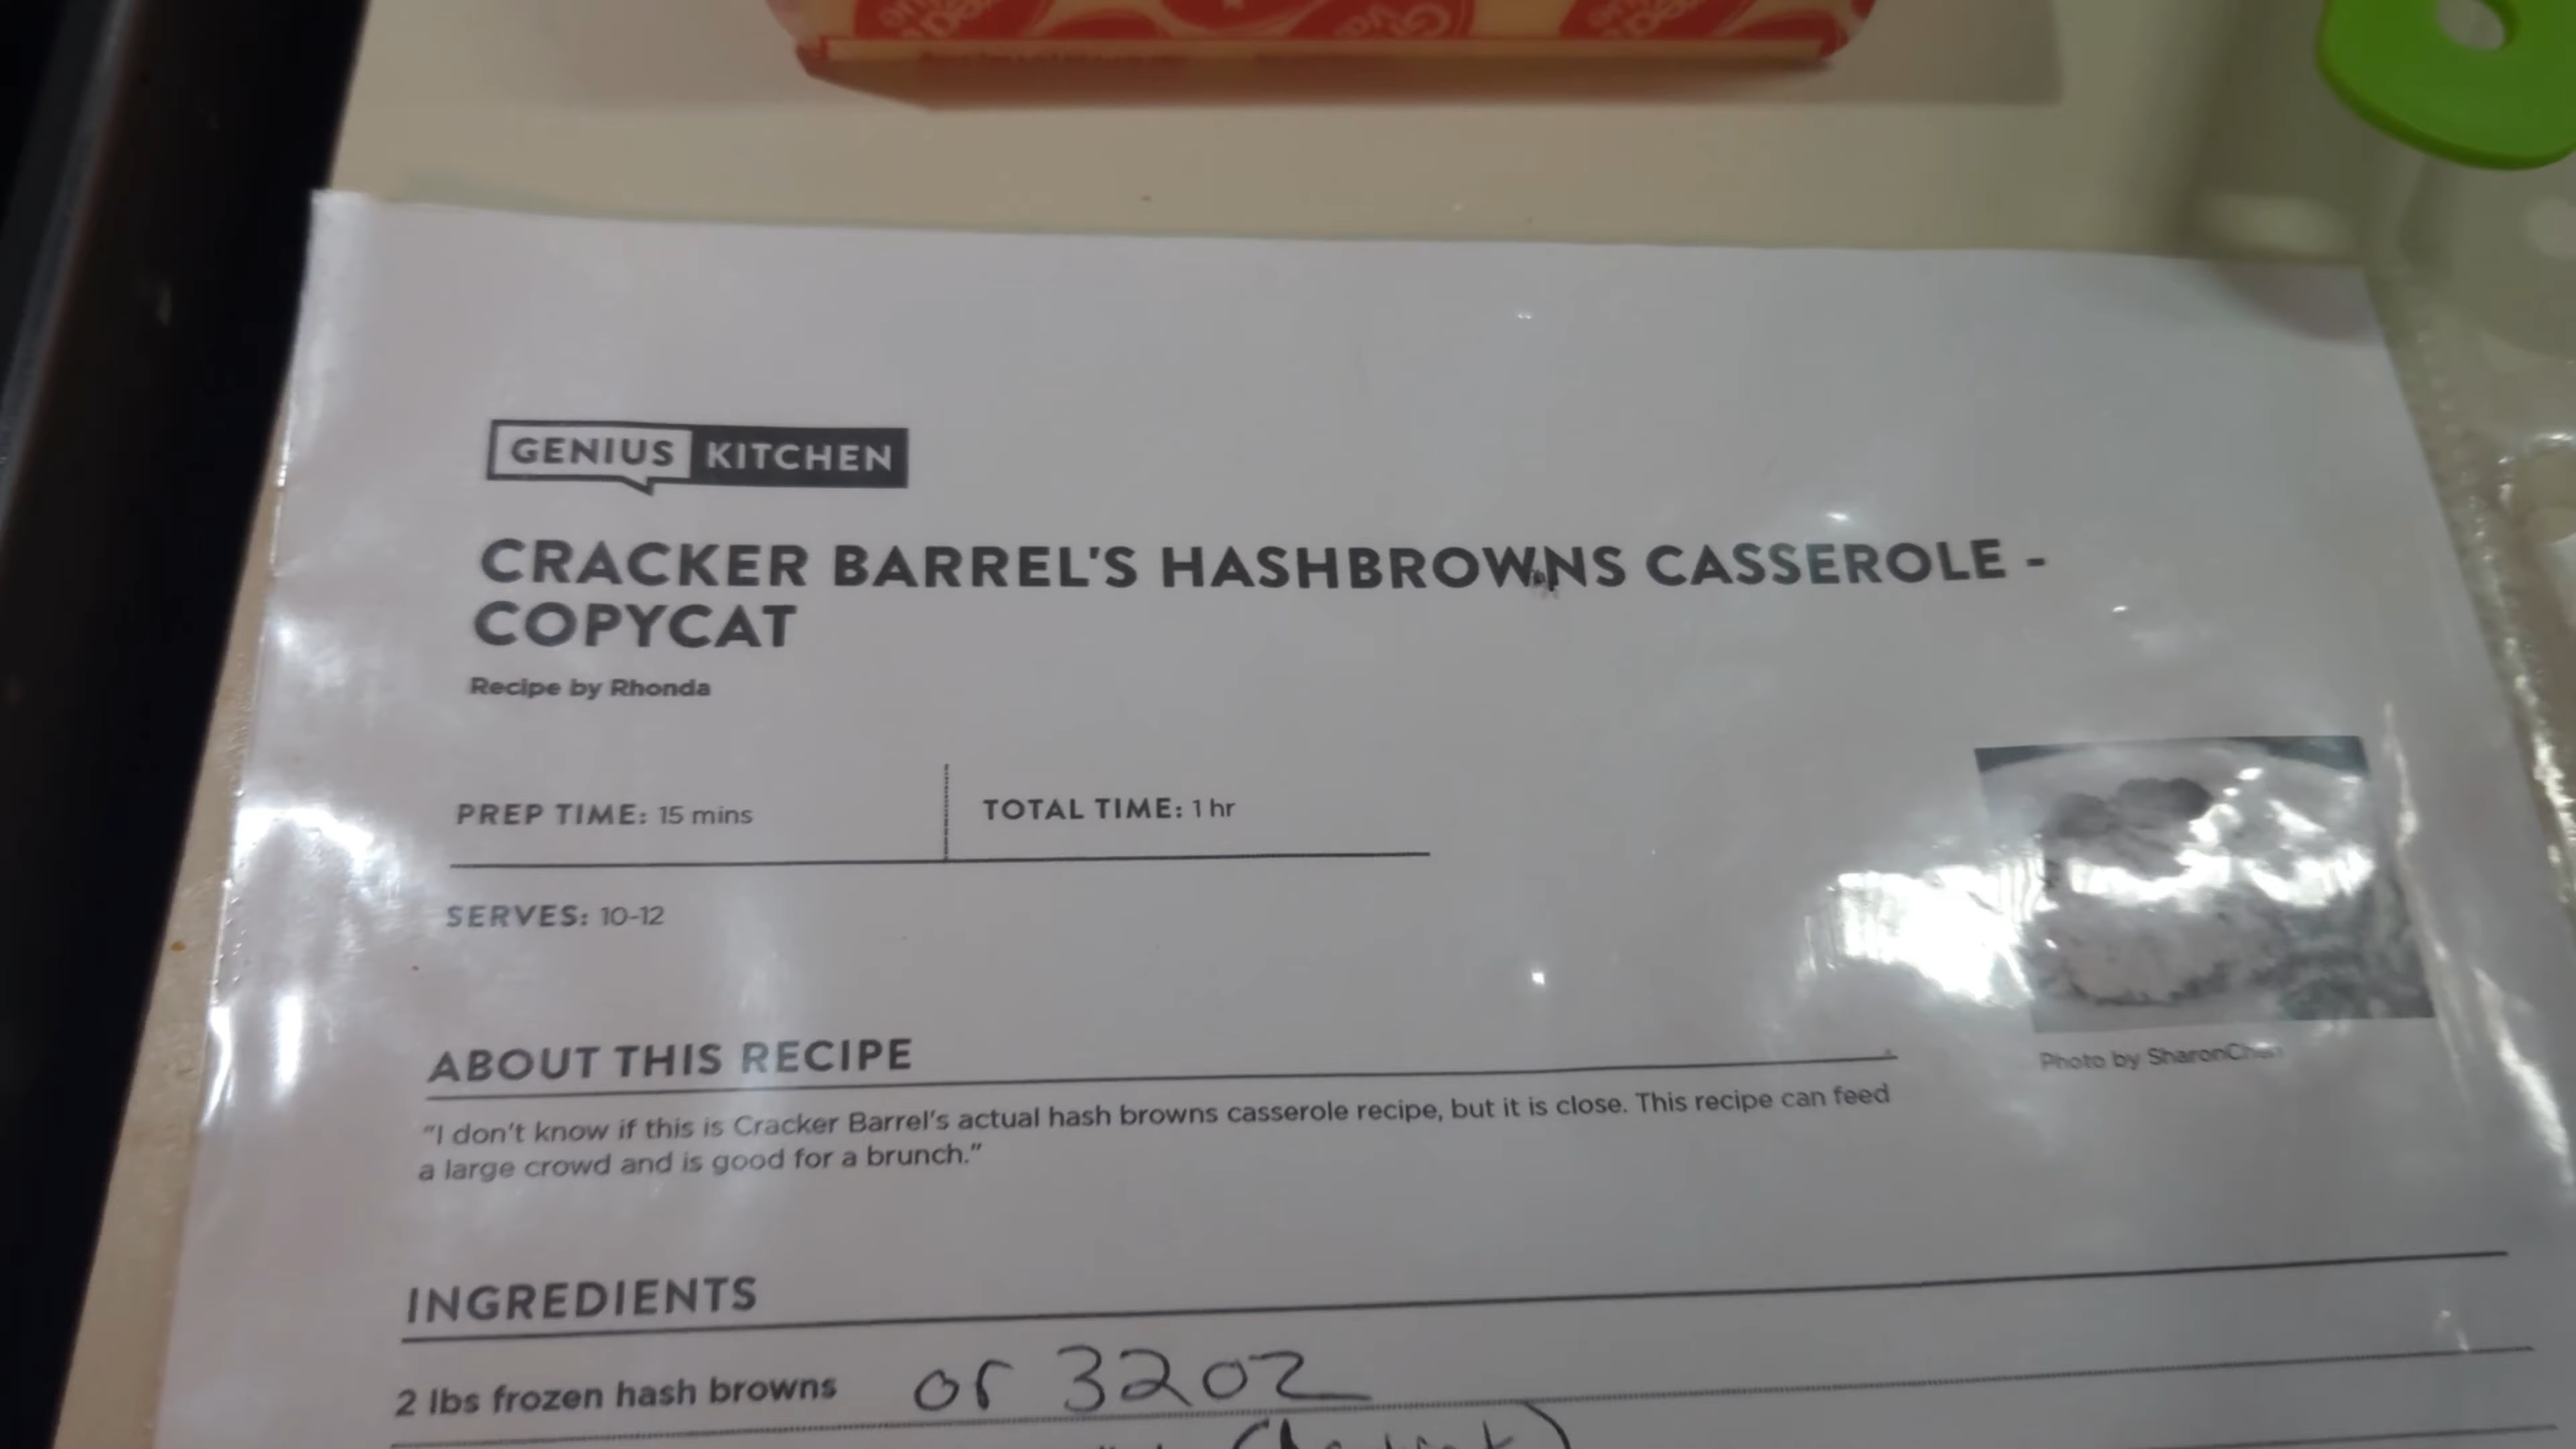 GENIUS KITCHEN
CRACKER BARREL'S HASHBROWNS CASSEROLE -
COPYCAT
Recipe by Rhonda
PREP TIME: 15 mins
TOTAL TIME: 1 hr
SERVES: 10-12
Photo by
ABOUT THIS RECIPE
"I don't know if this is Cracker Barrel's actual hash browns casserole recipe, but it is close. This recipe can feed
a large crowd and is good for a brunch."
INGREDIENTS
2 lbs frozen hash browns or 32oz